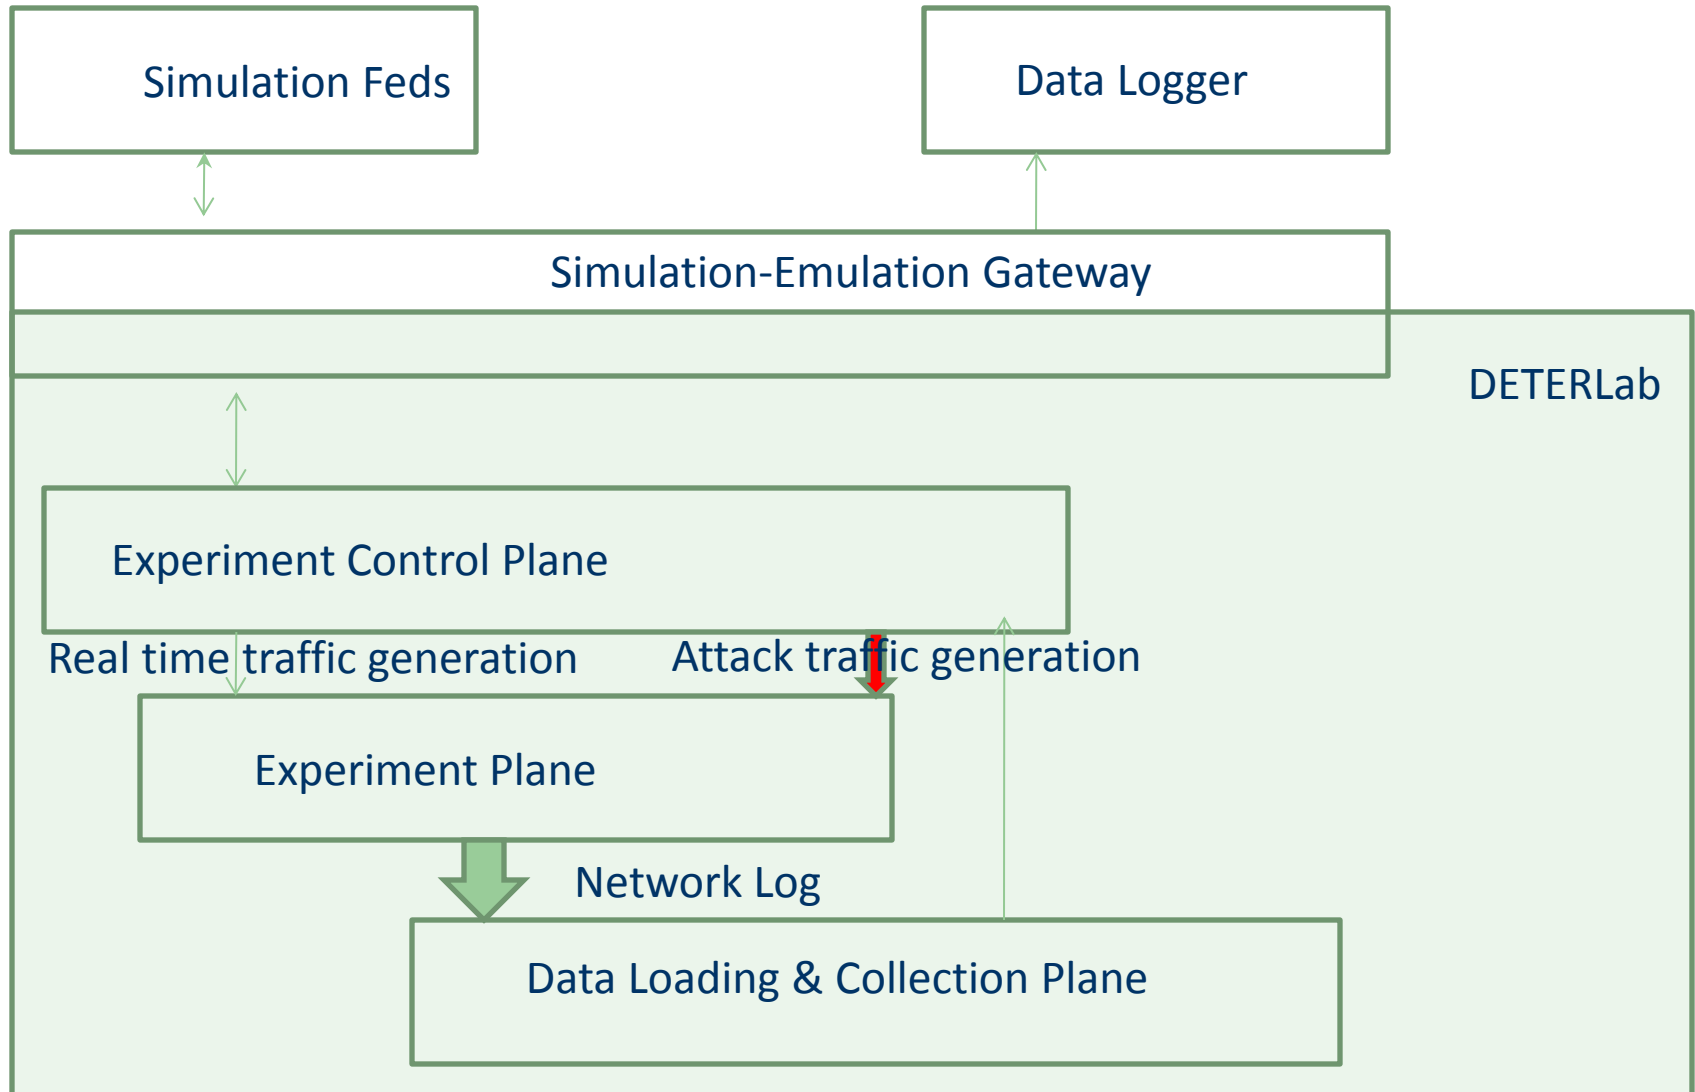 Simulation Feds
Data Logger
Simulation-Emulation Gateway
DETERLab
Experiment Control Plane
Real time traffic generation
Attack traffic generation
Experiment Plane
Network Log
Data Loading & Collection Plane